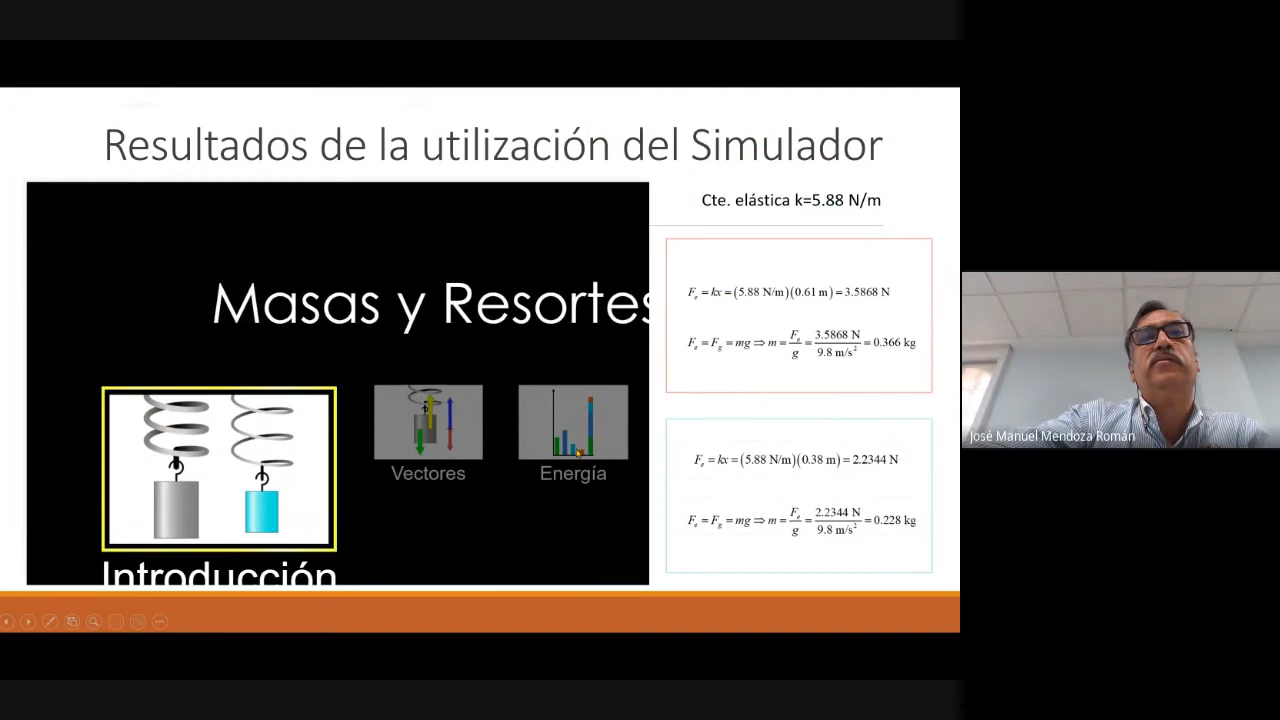 Resultados de la utilización del Simulador
Cte. elástica k=5.88 N/m
Masas y Resortes
Vectores
Energía
Introducción
Fe = kx = (5.88 N/m)(0.61 m) = 3.5868 N
Fe = Fg = mg ⇒ m = Fe/g = 3.5868 N/9.8 m/s² = 0.366 kg
Fe = kx = (5.88 N/m)(0.38 m) = 2.2344 N
Fe = Fg = mg ⇒ m = Fe/g = 2.2344 N/9.8 m/s² = 0.228 kg
José Manuel Mendoza Román